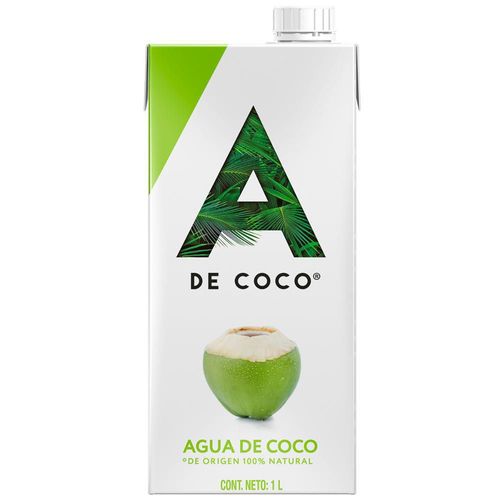 A
DE COCO®
AGUA DE COCO
°DE ORIGEN 100% NATURAL
CONT. NETO: 1 L